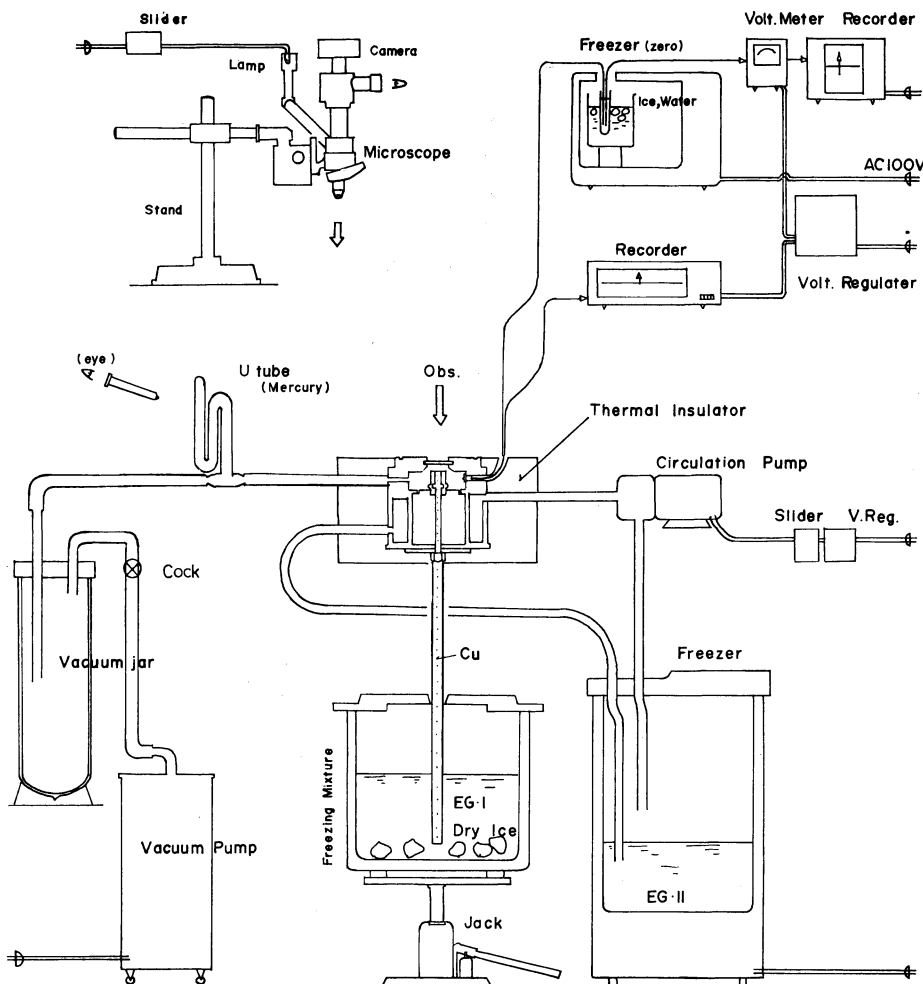 Slider
Lamp
Camera
Microscope
Stand
Freezer (zero)
Ice, Water
Volt. Meter
Recorder
AC100V
Volt. Regulater
Recorder
(eye)
U tube
(Mercury)
Obs.
Thermal Insulator
Circulation Pump
Slider
V.Reg.
Cock
Vacuum jar
Cu
Freezer
Freezing Mixture
EG·I
Dry Ice
Vacuum Pump
EG·II
Jack